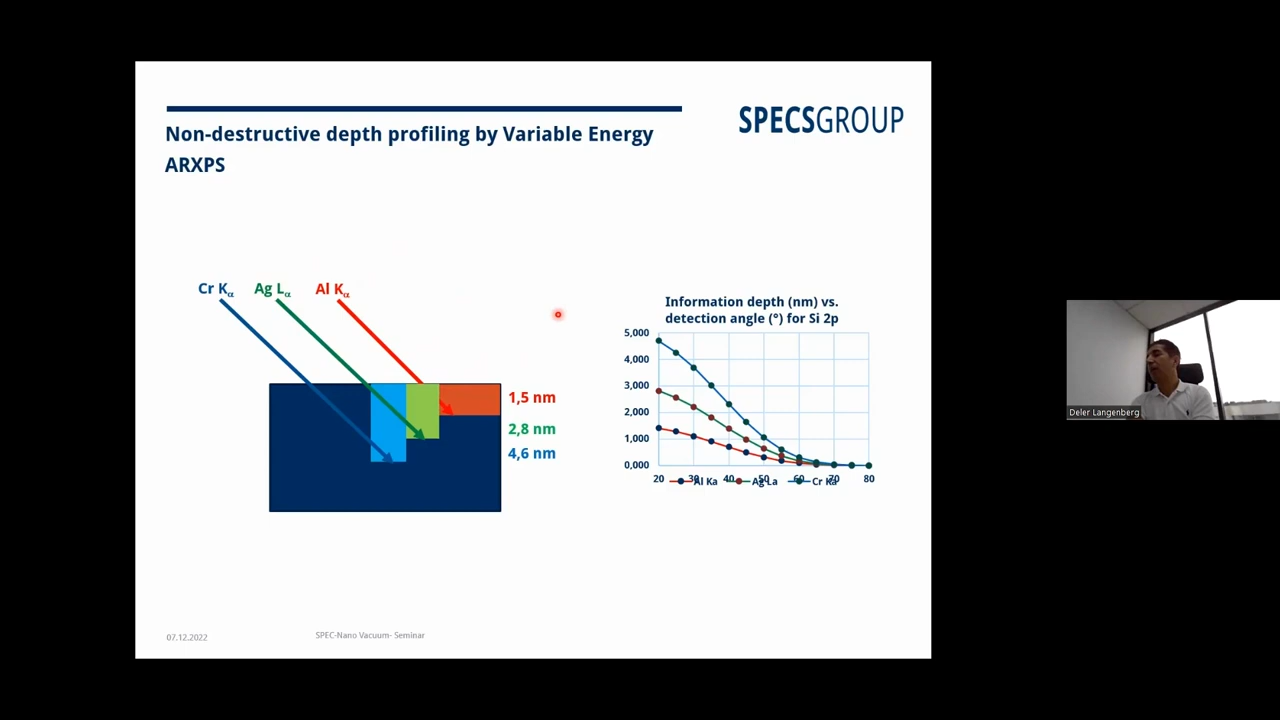 Non-destructive depth profiling by Variable Energy
ARXPS
SPECSGROUP
Cr Kα
Ag Lα
Al Kα
1,5 nm
2,8 nm
4,6 nm
Information depth (nm) vs.
detection angle (°) for Si 2p
5,000
4,000
3,000
2,000
1,000
0,000
20 30 40 50 60 70 80
Al Ka Ag La Cr Ka
Deler Langenberg
07.12.2022
SPEC-Nano Vacuum- Seminar